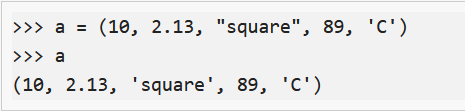 >>> a = (10, 2.13, "square", 89, 'C')
>>> a
(10, 2.13, 'square', 89, 'C')